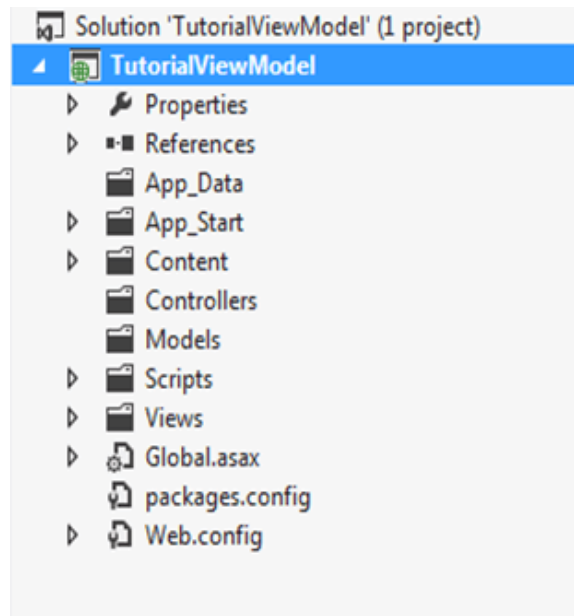 Solution 'TutorialViewModel' (1 project)
TutorialViewModel
Properties
References
App_Data
App_Start
Content
Controllers
Models
Scripts
Views
Global.asax
packages.config
Web.config